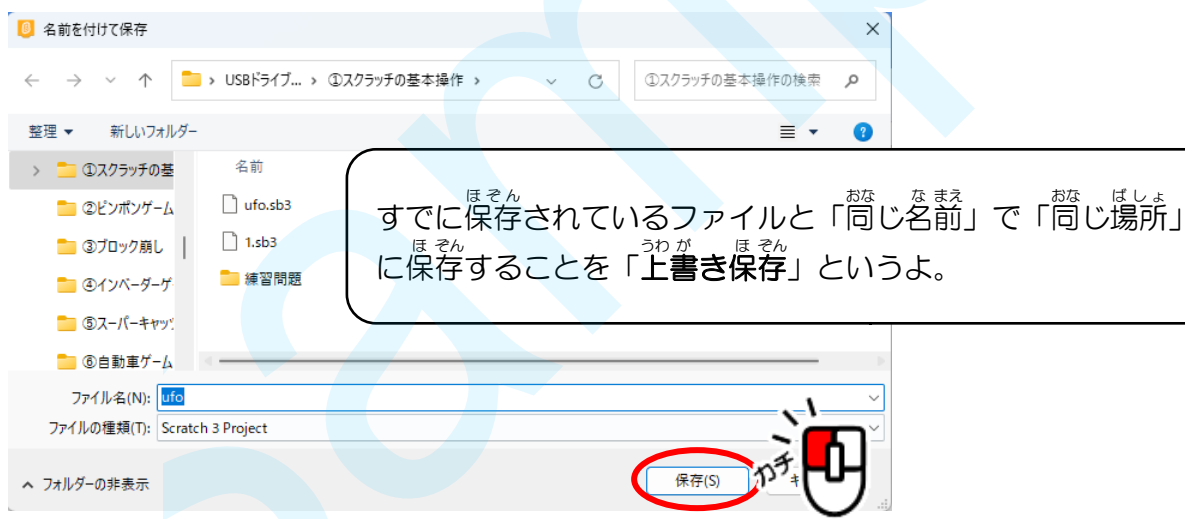 名前を付けて保存
USBドライブ... › ①スクラッチの基本操作 ›
①スクラッチの基本操作の検索
整理 新しいフォルダー
①スクラッチの基
②ピンポンゲーム
③ブロック崩し
④インベーダーゲ
⑤スーパーキャッ
⑥自動車ゲーム
名前
ufo.sb3
1.sb3
練習問題
ほぞん おな なまえ おな ばしょ
すでに保存されているファイルと「同じ名前」で「同じ場所」
ほぞん うわが ほぞん
に保存することを「上書き保存」というよ。
ファイル名(N): ufo
ファイルの種類(T): Scratch 3 Project
フォルダーの非表示
保存(S)
カチ
キ